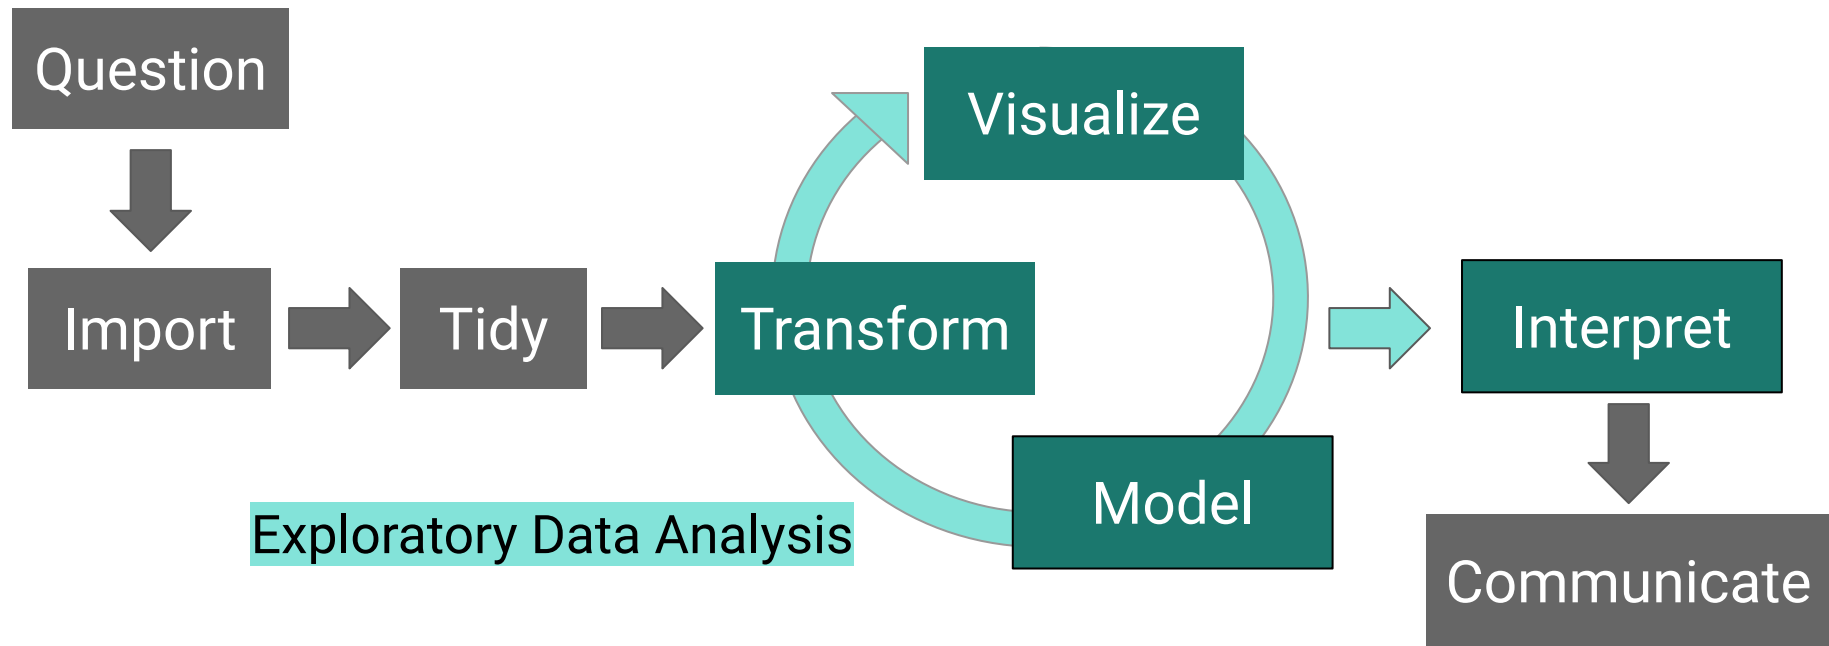 Question
Import
Tidy
Transform
Visualize
Model
Interpret
Communicate
Exploratory Data Analysis